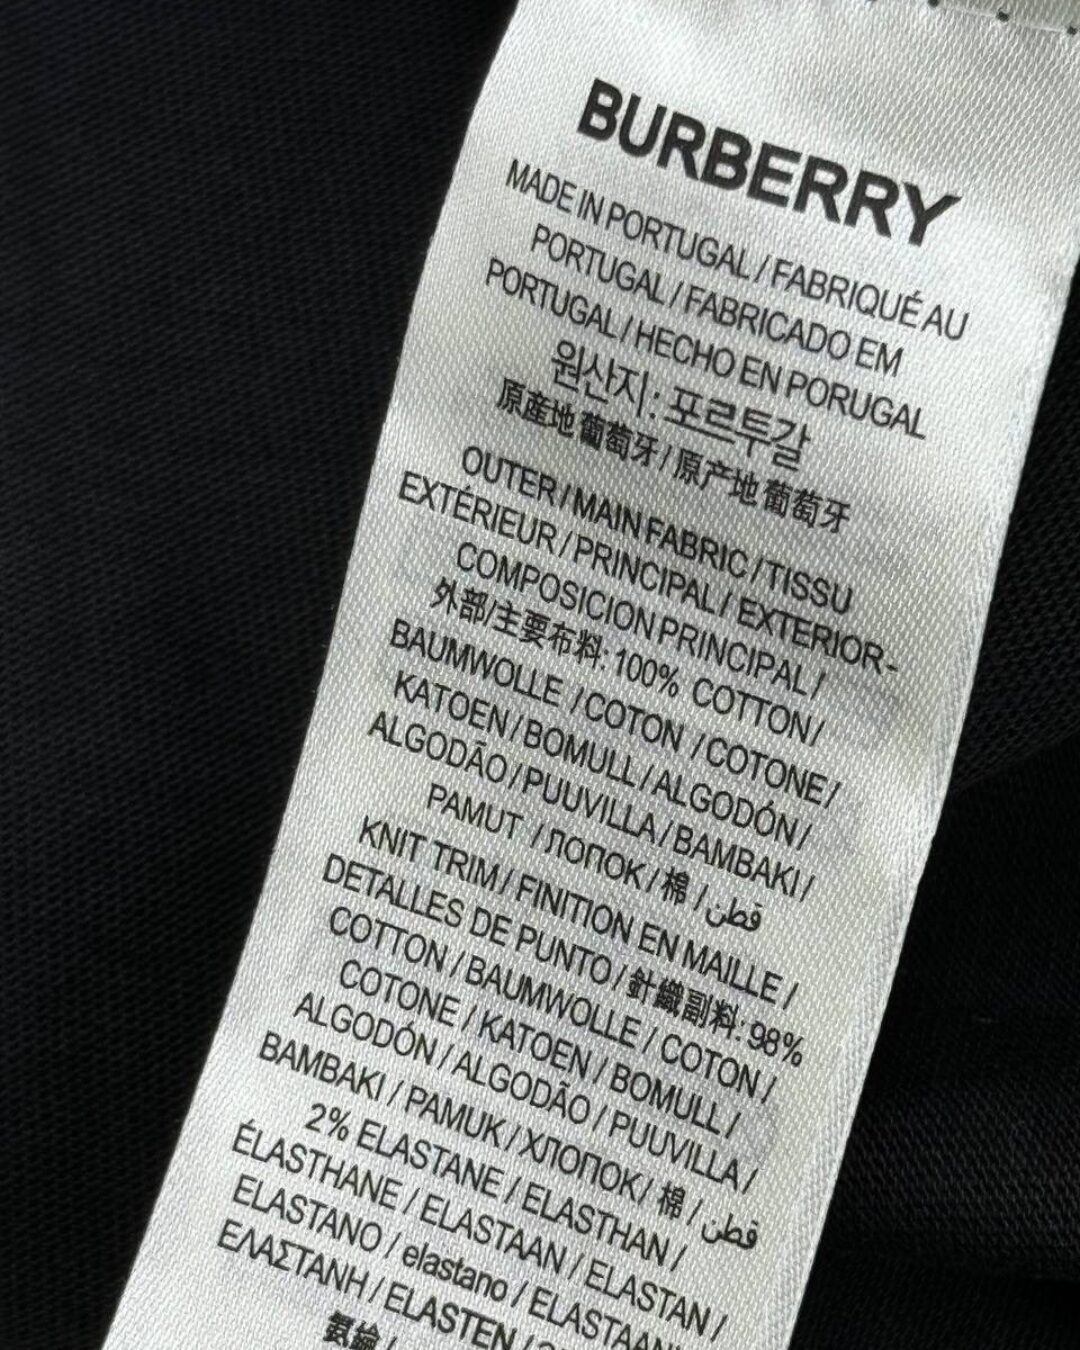 BURBERRY
MADE IN PORTUGAL / FABRIQUÉ AU
PORTUGAL / FABRICADO EM
PORTUGAL / HECHO EN PORUGAL
원산지: 포르투갈
原産地 葡萄牙 / 原产地 葡萄牙
OUTER / MAIN FABRIC / TISSU
EXTÉRIEUR / PRINCIPAL / EXTERIOR-
COMPOSICION PRINCIPAL /
外部/主要布料: 100% COTTON /
BAUMWOLLE / COTON / COTONE /
KATOEN / BOMULL / ALGODÓN /
ALGODÃO / PUUVILLA / BAMBAKI /
PAMUT / ЛОПОК / 棉 / قطن
KNIT TRIM / FINITION EN MAILLE /
DETALLES DE PUNTO / 針織副料: 98%
COTTON / BAUMWOLLE / COTON /
COTONE / KATOEN / BOMULL /
ALGODÓN / ALGODÃO / PUUVILLA /
BAMBAKI / PAMUK / ХЛОПОК / 棉 / قطن
2% ELASTANE / ELASTHAN /
ÉLASTHANE / ELASTAAN / ELASTAN /
ELASTANO / elastano / ELASTAANI
ΕΛΑΣΤΑΝΗ / ELASTEN /
氨綸 /